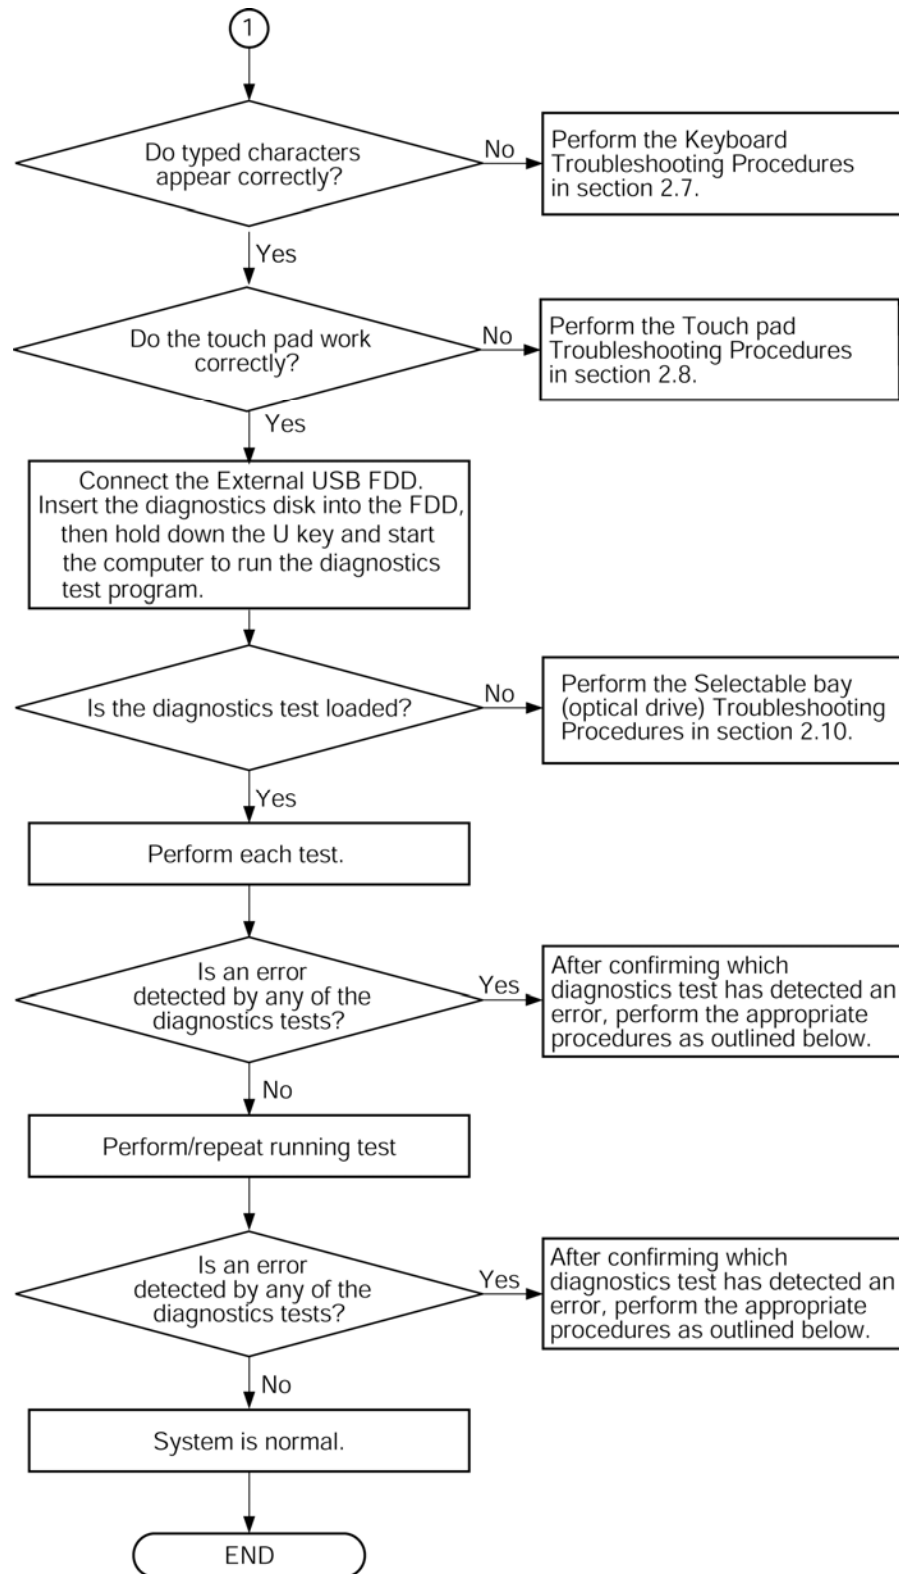 1
Do typed characters
appear correctly?
No
Perform the Keyboard
Troubleshooting Procedures
in section 2.7.
Yes
Do the touch pad work
correctly?
No
Perform the Touch pad
Troubleshooting Procedures
in section 2.8.
Yes
Connect the External USB FDD.
Insert the diagnostics disk into the FDD,
then hold down the U key and start
the computer to run the diagnostics
test program.
Is the diagnostics test loaded?
No
Perform the Selectable bay
(optical drive) Troubleshooting
Procedures in section 2.10.
Yes
Perform each test.
Is an error
detected by any of the
diagnostics tests?
Yes
After confirming which
diagnostics test has detected an
error, perform the appropriate
procedures as outlined below.
No
Perform/repeat running test
Is an error
detected by any of the
diagnostics tests?
Yes
After confirming which
diagnostics test has detected an
error, perform the appropriate
procedures as outlined below.
No
System is normal.
END